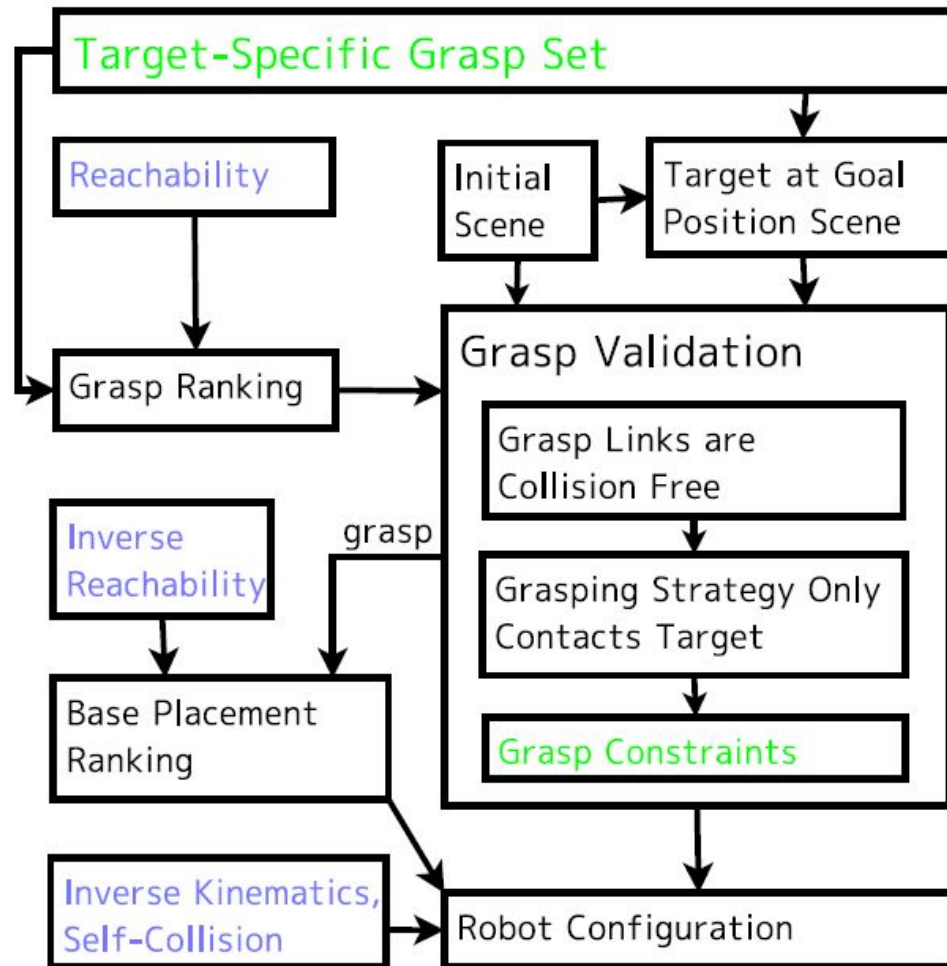 Target-Specific Grasp Set
Reachability
Initial
Scene
Target at Goal
Position Scene
Grasp Ranking
Grasp Validation
Grasp Links are
Collision Free
Grasping Strategy Only
Contacts Target
Grasp Constraints
grasp
Inverse
Reachability
Base Placement
Ranking
Inverse Kinematics,
Self-Collision
Robot Configuration